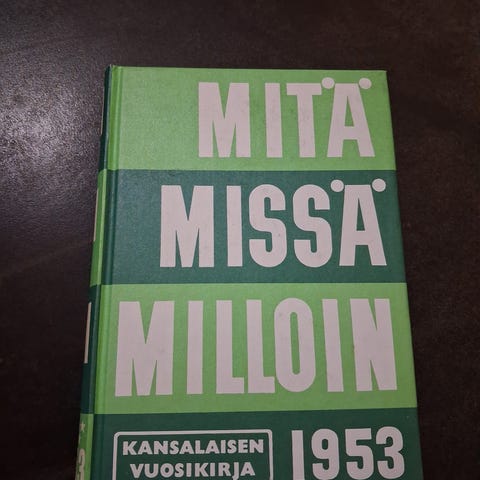 MITÄ
MISSÄ
MILLOIN
KANSALAISEN
VUOSIKIRJA
1953